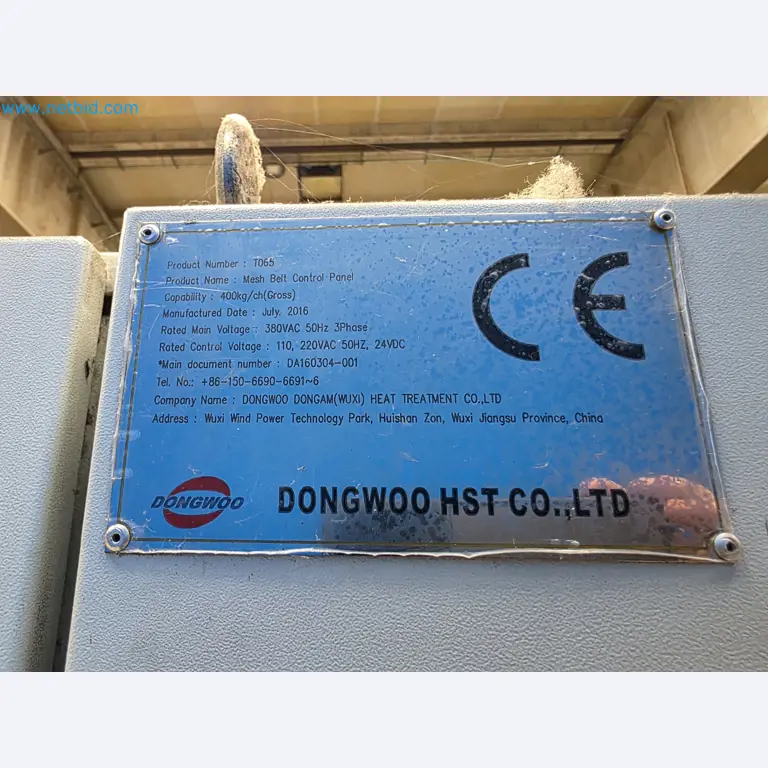 www.netbid.com
Product Number : T065
Product Name : Mesh Belt Control Panel
Capability : 400kg/ch(Gross)
Manufactured Date : July. 2016
Rated Main Voltage : 380VAC 50Hz 3Phase
Rated Control Voltage : 110, 220VAC 50HZ, 24VDC
*Main document number : DA160304-001
Tel. No.: +86-150-6690-6691~6
Company Name : DONGWOO DONGAM(WUXI) HEAT TREATMENT CO.,LTD
Address : Wuxi Wind Power Technology Park, Huishan Zon, Wuxi Jiangsu Province, China
CE
DONGWOO
DONGWOO HST CO.,LTD